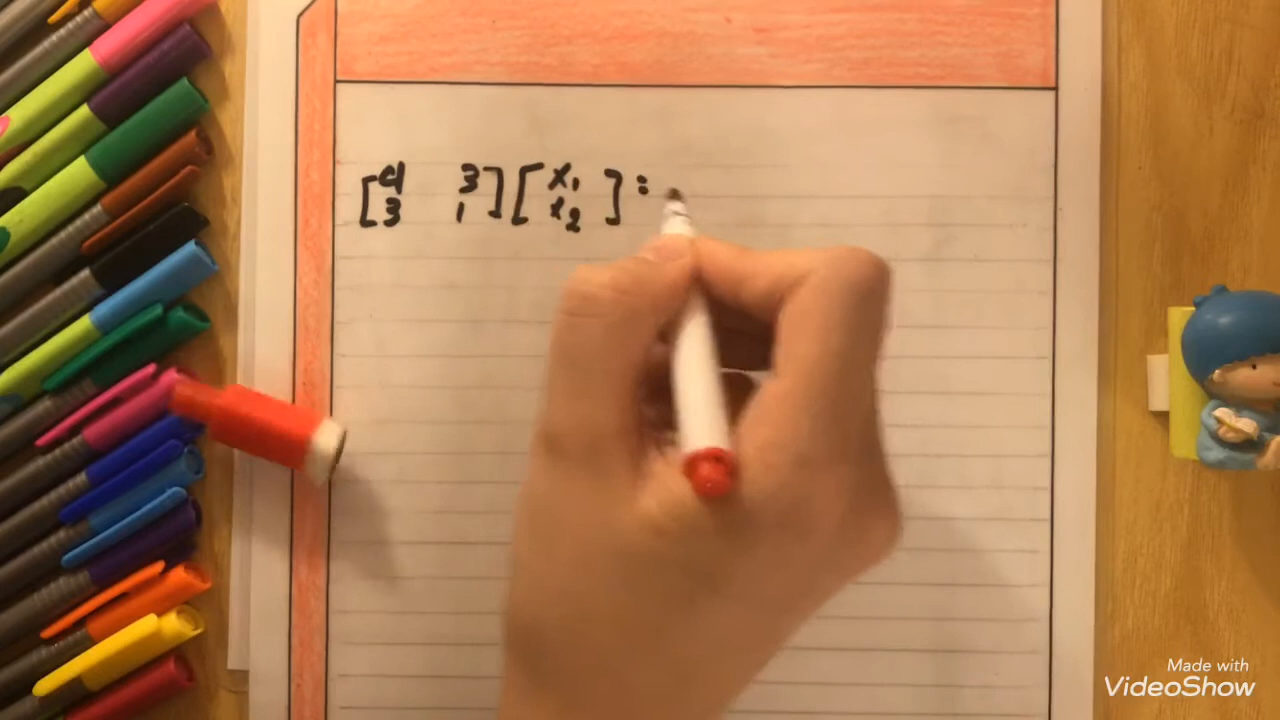 [4 3] [x₁] =
[3 1] [x₂]
Made with
VideoShow